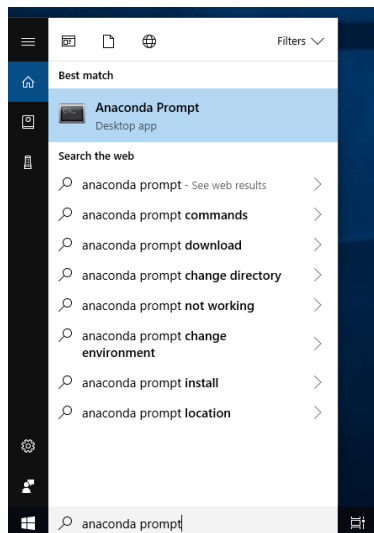 Filters
Best match
Anaconda Prompt
Desktop app
Search the web
anaconda prompt - See web results
anaconda prompt commands
anaconda prompt download
anaconda prompt change directory
anaconda prompt not working
anaconda prompt change
environment
anaconda prompt install
anaconda prompt location
anaconda prompt